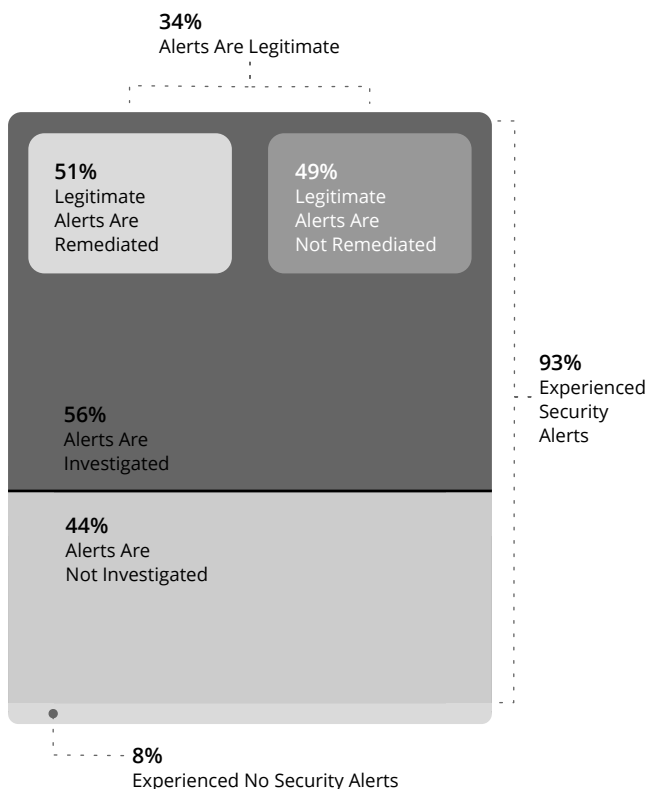 34%
Alerts Are Legitimate
51%
Legitimate
Alerts Are
Remediated
49%
Legitimate
Alerts Are
Not Remediated
93%
Experienced
Security
Alerts
56%
Alerts Are
Investigated
44%
Alerts Are
Not Investigated
8%
Experienced No Security Alerts